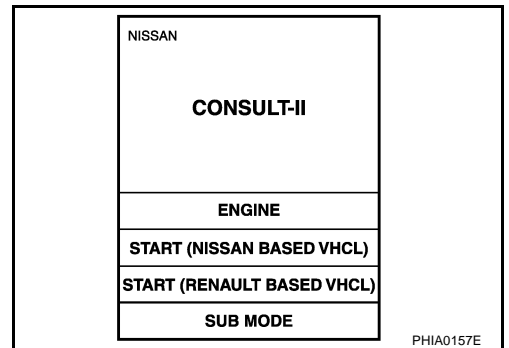 NISSAN
CONSULT-II
ENGINE
START (NISSAN BASED VHCL)
START (RENAULT BASED VHCL)
SUB MODE
PHIA0157E